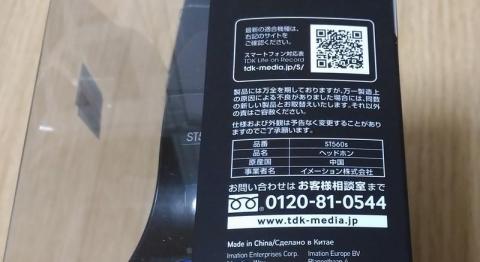 最新の適合機種は、
右記のサイトを
ご確認ください。
スマートフォン対応表
TDK Life on Record
tdk-media.jp/S/
製品には万全を期しておりますが、万一製造上
の原因による不良がありました場合には、同数
の新しい製品とお取替えいたします。それ以外
の責はご容赦ください。
仕様および外観は予告なく変更することがあり
ますのでご了承願います。
品番 ST560s
品名 ヘッドホン
原産国 中国
事業者名 イメーション株式会社
お問い合わせは お客様相談室 まで
0120-81-0544
www.tdk-media.jp
Made in China/Сделано в Китае
Imation Enterprises Corp. Imation Europe BV